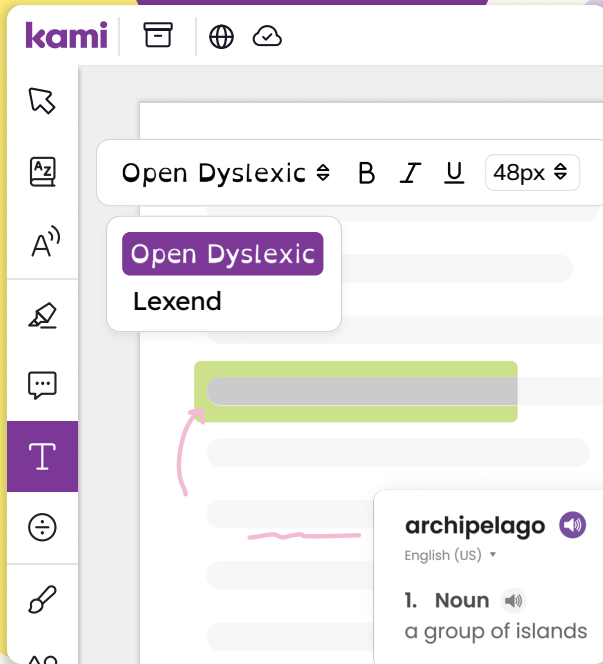 kami
Open Dyslexic B I U 48px
Open Dyslexic
Lexend
archipelago
English (US)
1. Noun
a group of islands